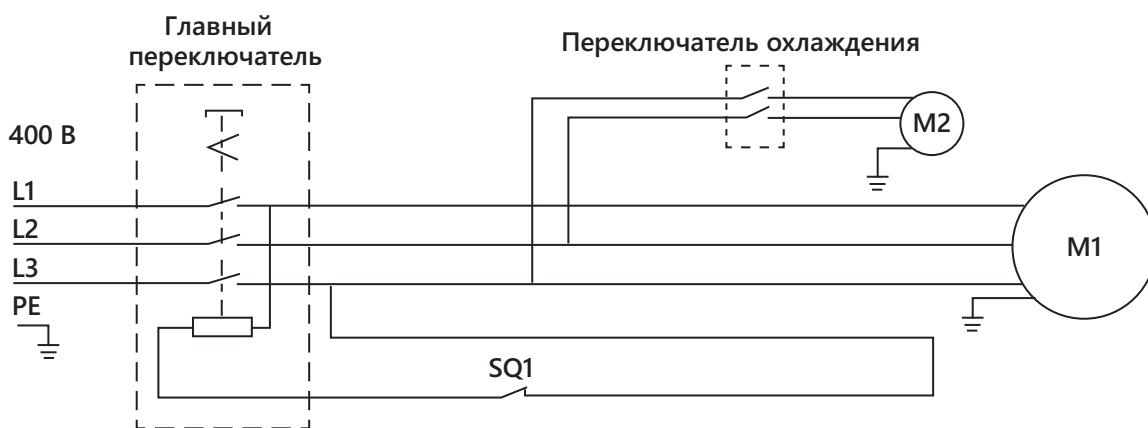 Главный
переключатель
Переключатель охлаждения
400 В
M2
L1
L2
M1
L3
PE
SQ1